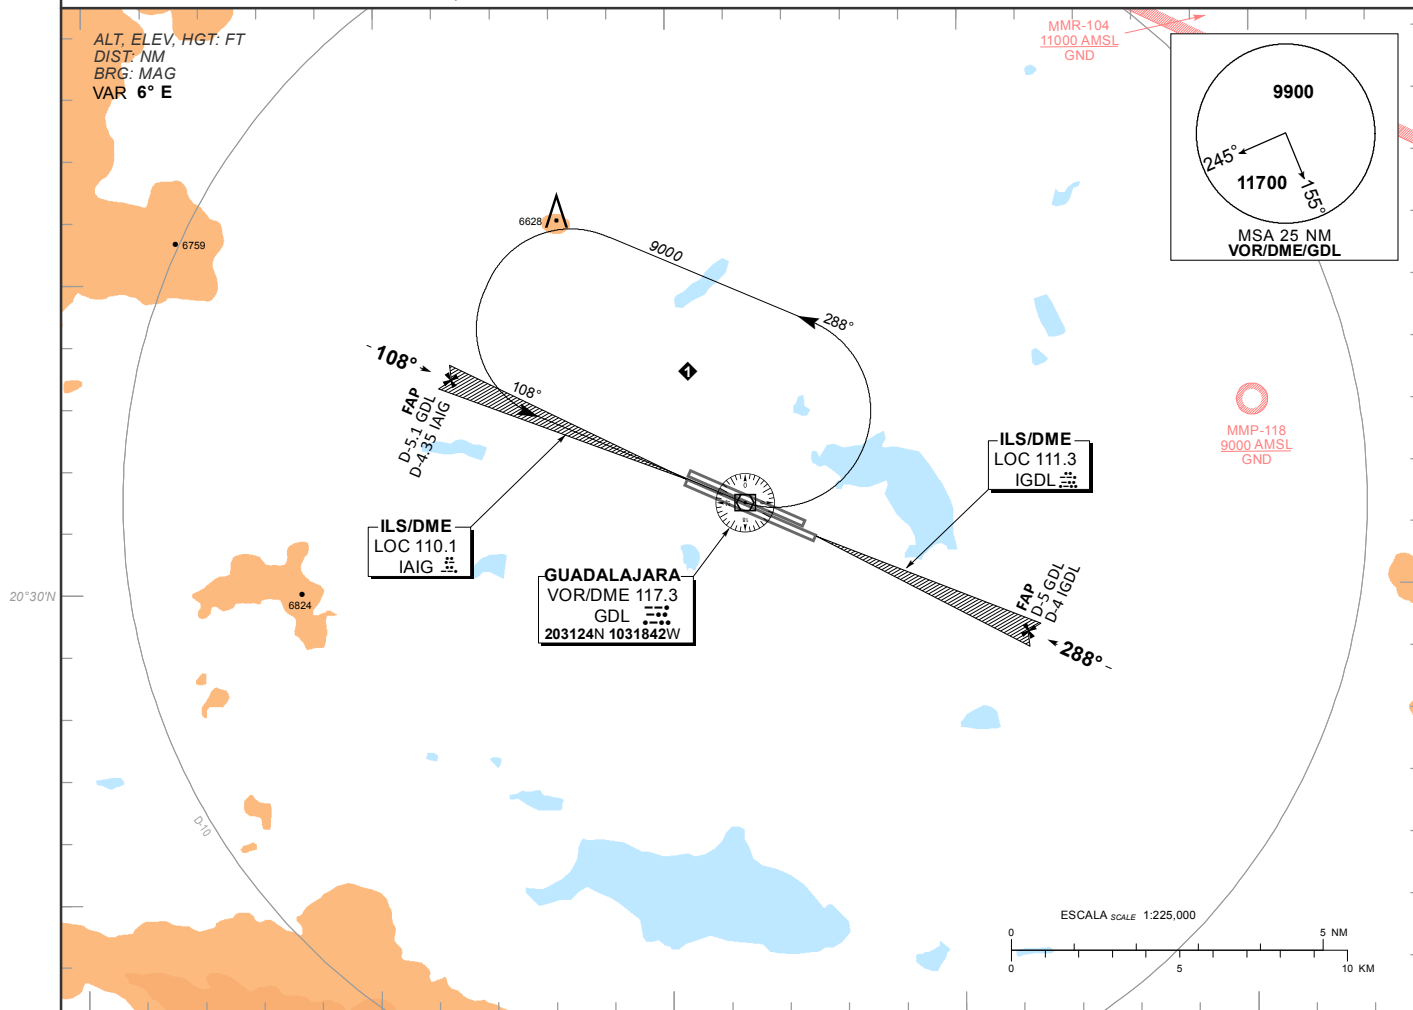 ALT, ELEV, HGT: FT
DIST: NM
BRG: MAG
VAR 6° E
MMR-104
11000 AMSL
GND
9900
245°
11700
155°
MSA 25 NM
VOR/DME/GDL
6628
6759
9000
288°
108°
108°
FAP
D-5.1 GDL
D-4.35 IAIG
1
MMP-118
9000 AMSL
GND
ILS/DME
LOC 111.3
IGDL
0
ILS/DME
LOC 110.1
IAIG
GUADALAJARA
VOR/DME 117.3
GDL
203124N 1031842W
FAP
D-5 GDL
D-4 IGDL
288°
20°30'N
6824
D-10
ESCALA SCALE 1:225,000
0 5 NM
0 5 10 KM